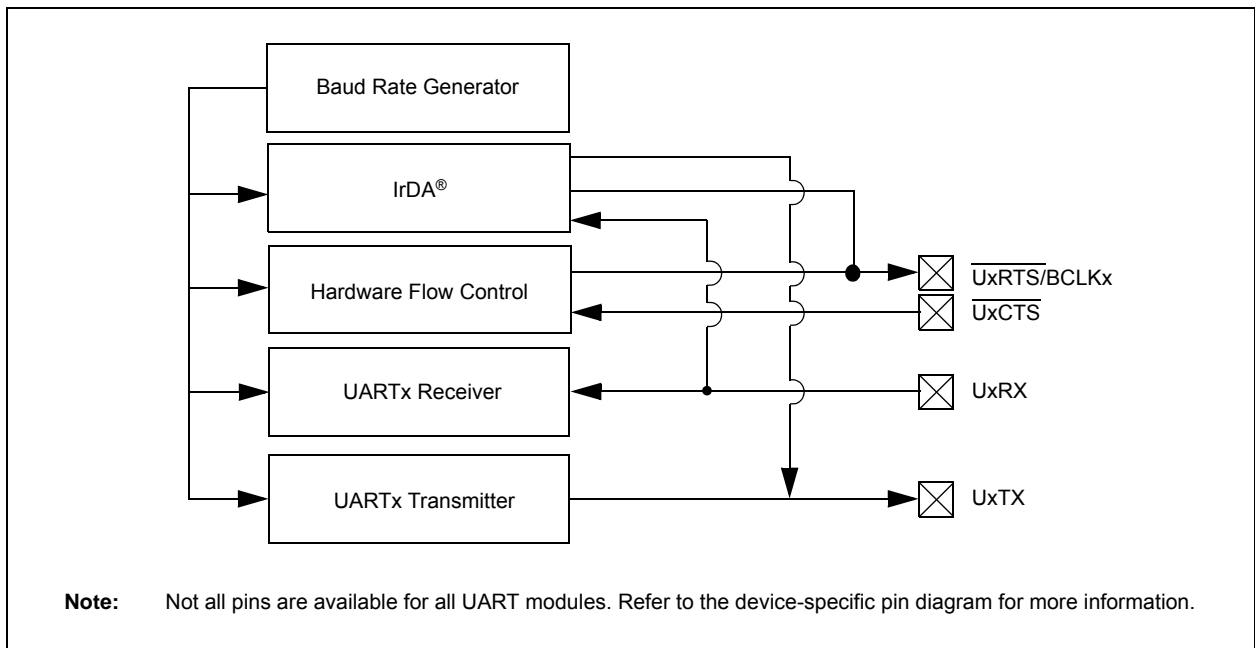 Baud Rate Generator
IrDA®
Hardware Flow Control
UxRTS/BCLKx
UxCTS
UARTx Receiver
UxRX
UARTx Transmitter
UxTX
Note: Not all pins are available for all UART modules. Refer to the device-specific pin diagram for more information.